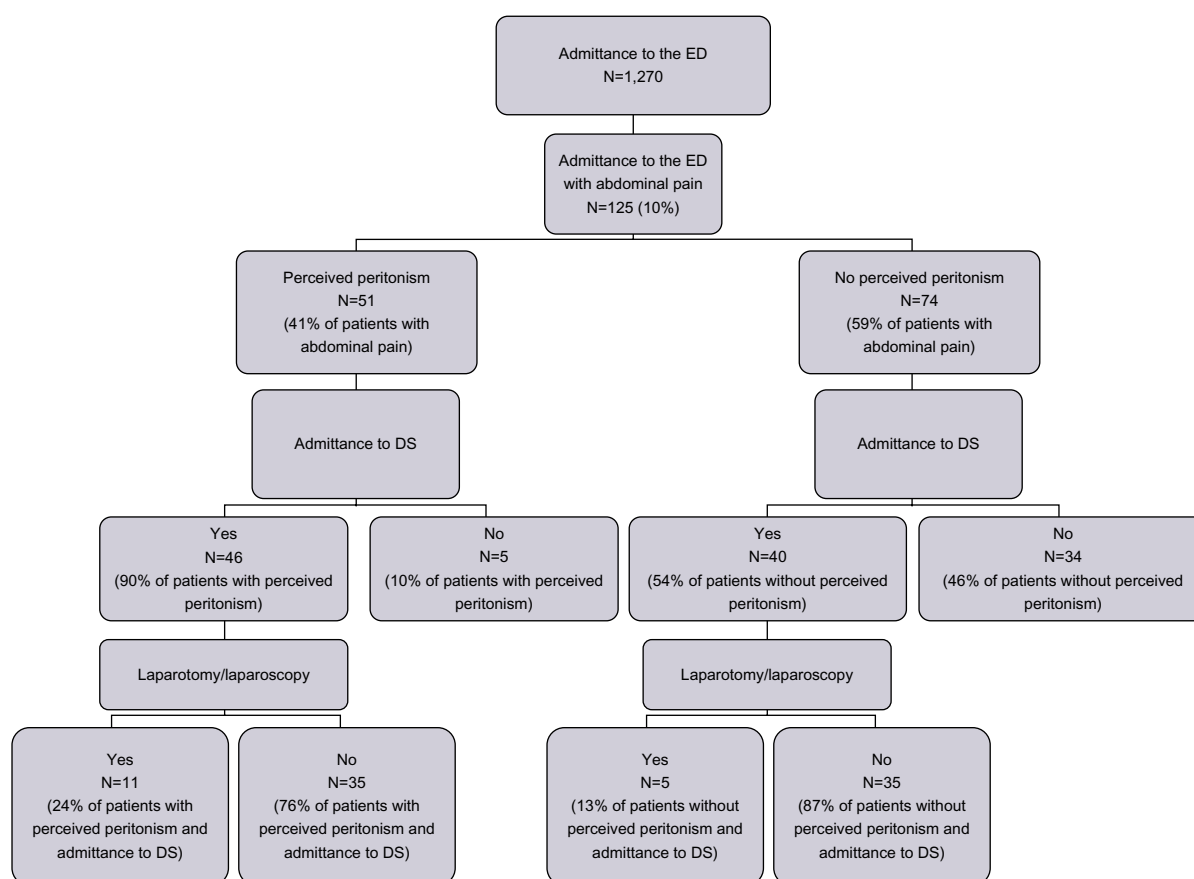 Admittance to the ED
N=1,270
Admittance to the ED
with abdominal pain
N=125 (10%)
Perceived peritonism
N=51
(41% of patients with
abdominal pain)
No perceived peritonism
N=74
(59% of patients with
abdominal pain)
Admittance to DS
Admittance to DS
Yes
N=46
(90% of patients with perceived
peritonism)
No
N=5
(10% of patients with perceived
peritonism)
Yes
N=40
(54% of patients without perceived
peritonism)
No
N=34
(46% of patients without perceived
peritonism)
Laparotomy/laparoscopy
Laparotomy/laparoscopy
Yes
N=11
(24% of patients with
perceived peritonism and
admittance to DS)
No
N=35
(76% of patients with
perceived peritonism and
admittance to DS)
Yes
N=5
(13% of patients without
perceived peritonism and
admittance to DS)
No
N=35
(87% of patients without
perceived peritonism and
admittance to DS)